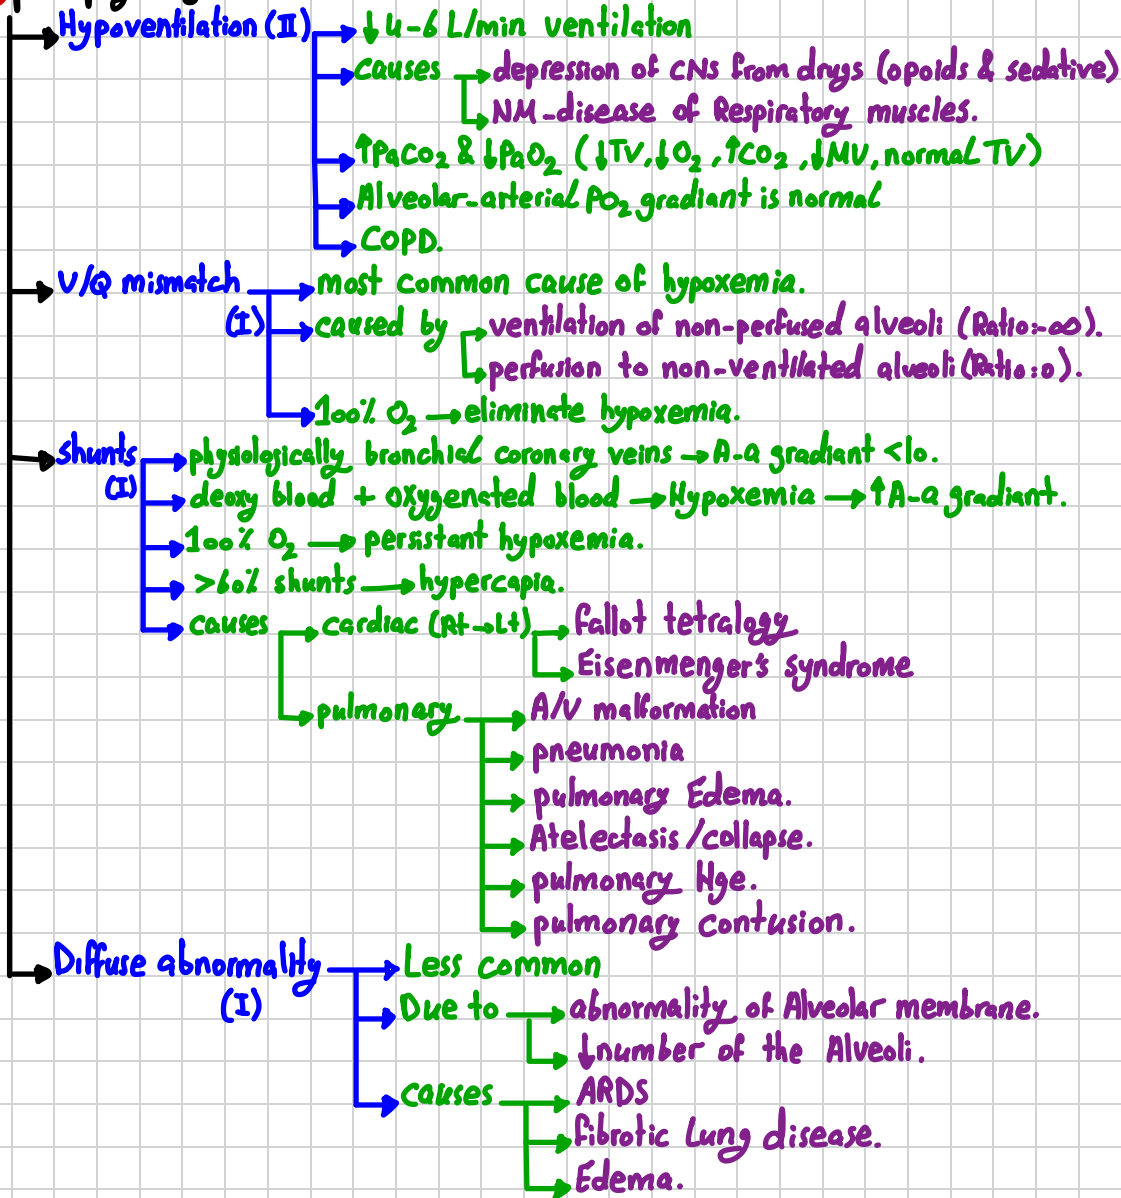 Hypoventilation (II)
↓ 4-6 L/min ventilation
causes
depression of CNS from drugs (opoids & sedative)
NM-disease of Respiratory muscles.
↑PaCO2 & ↓PaO2 (↓TV, ↓O2, ↑CO2, ↓MV, normal TV)
Alveolar-arterial PO2 gradiant is normal
COPD.
V/Q mismatch
(I)
most common cause of hypoxemia.
caused by
ventilation of non-perfused alveoli (Ratio:-∞).
perfusion to non-ventilated alveoli (Ratio:0).
100% O2 → eliminate hypoxemia.
shunts
(I)
physiologically bronchial coronary veins → A-a gradiant <10.
deoxy blood + oxygenated blood → Hypoxemia → ↑A-a gradiant.
100% O2 → persistant hypoxemia.
>60% shunts → hypercapia.
causes
cardiac (Rt→Lt)
fallot tetralogy
Eisenmenger's syndrome
pulmonary
A/V malformation
pneumonia
pulmonary Edema.
Atelectasis/collapse.
pulmonary Hge.
pulmonary contusion.
Diffuse abnormality
(I)
Less common
Due to
abnormality of Alveolar membrane.
↓number of the Alveoli.
causes
ARDS
fibrotic Lung disease.
Edema.